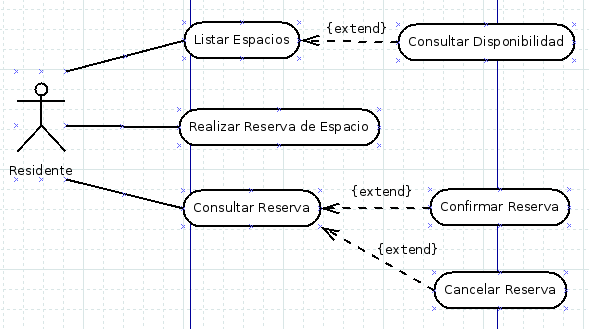 Listar Espacios
{extend}
Consultar Disponibilidad
Realizar Reserva de Espacio
Residente
Consultar Reserva
{extend}
Confirmar Reserva
{extend}
Cancelar Reserva